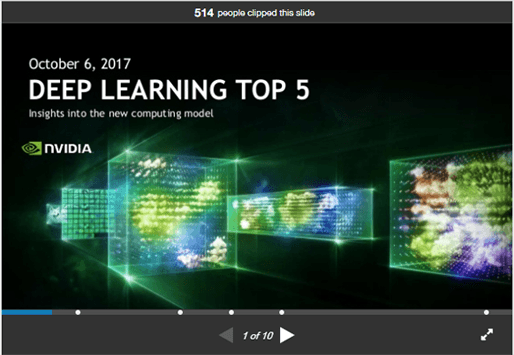 514 people clipped this slide
October 6, 2017
DEEP LEARNING TOP 5
Insights into the new computing model
NVIDIA
1 of 10